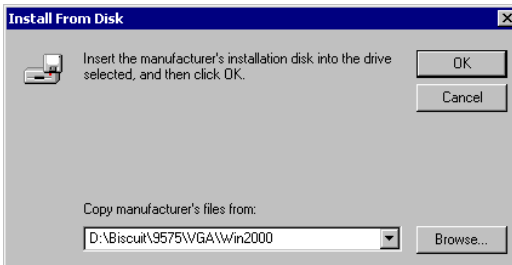 Install From Disk
Insert the manufacturer's installation disk into the drive
selected, and then click OK.
OK
Cancel
Copy manufacturer's files from:
D:\Biscuit\9575\VGA\Win2000
Browse...